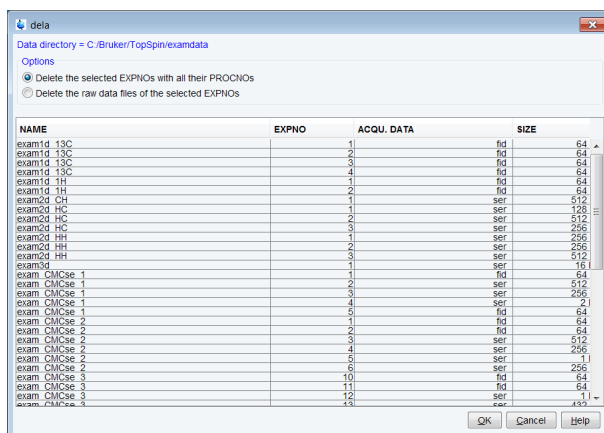 dela
Data directory = C:/Bruker/TopSpin/examdata
Options
Delete the selected EXPNOs with all their PROCNOs
Delete the raw data files of the selected EXPNOs
NAME EXPNO ACQU. DATA SIZE
exam1d_13C 1 fid 64
exam1d_13C 2 fid 64
exam1d_13C 3 fid 64
exam1d_13C 4 fid 64
exam1d_1H 1 fid 64
exam1d_1H 2 fid 64
exam2d_CH 1 ser 512
exam2d_HC 1 ser 128
exam2d_HC 2 ser 512
exam2d_HC 3 ser 256
exam2d_HH 1 ser 256
exam2d_HH 2 ser 256
exam2d_HH 3 ser 512
exam3d 1 ser 16
exam_CMCse_1 1 fid 64
exam_CMCse_1 2 ser 512
exam_CMCse_1 3 ser 256
exam_CMCse_1 4 ser 2
exam_CMCse_1 5 fid 64
exam_CMCse_2 1 fid 64
exam_CMCse_2 2 fid 64
exam_CMCse_2 3 ser 512
exam_CMCse_2 4 ser 256
exam_CMCse_2 5 ser 1
exam_CMCse_2 6 ser 256
exam_CMCse_3 10 fid 64
exam_CMCse_3 11 fid 64
exam_CMCse_3 12 ser 1
exam_CMCse_3 13 ser 432
OK Cancel Help